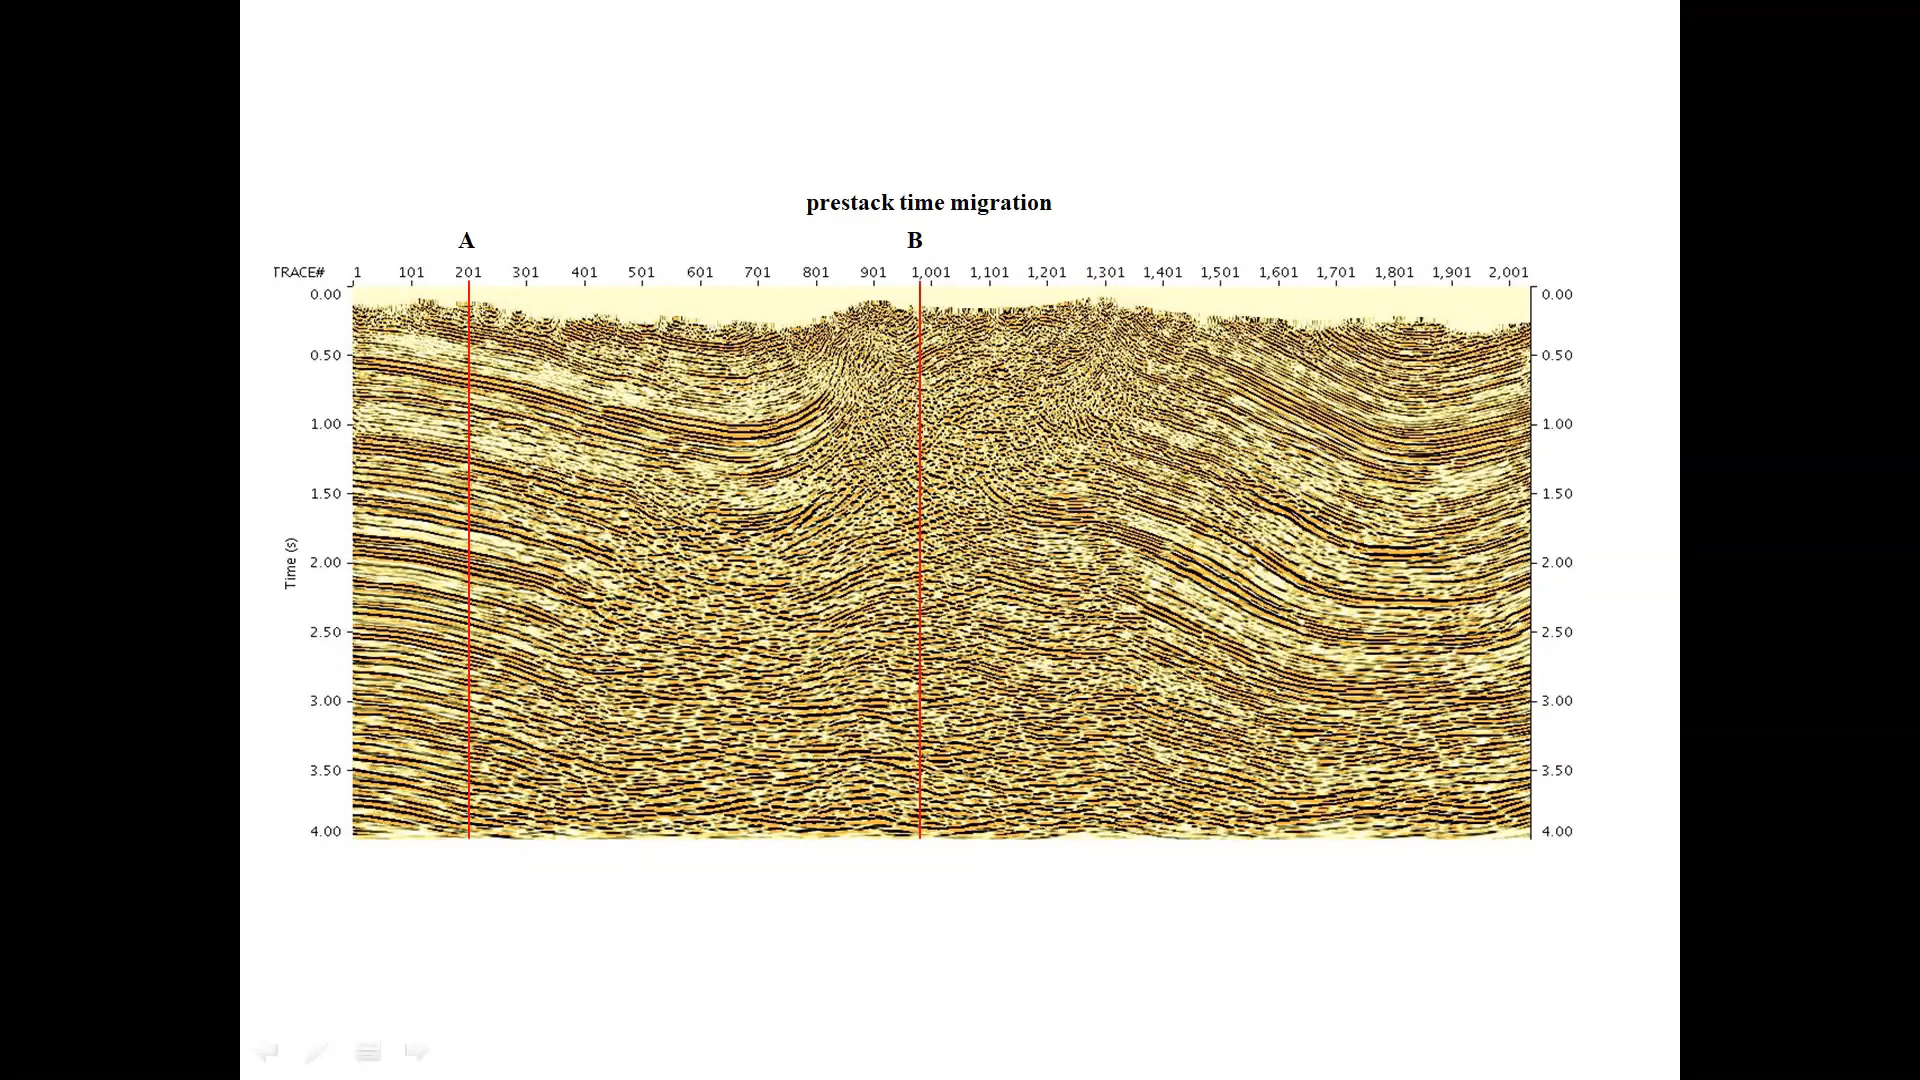 prestack time migration
A B
TRACE# 1 101 201 301 401 501 601 701 801 901 1,001 1,101 1,201 1,301 1,401 1,501 1,601 1,701 1,801 1,901 2,001
0.00 0.00
0.50 0.50
1.00 1.00
1.50 1.50
Time (s)
2.00 2.00
2.50 2.50
3.00 3.00
3.50 3.50
4.00 4.00